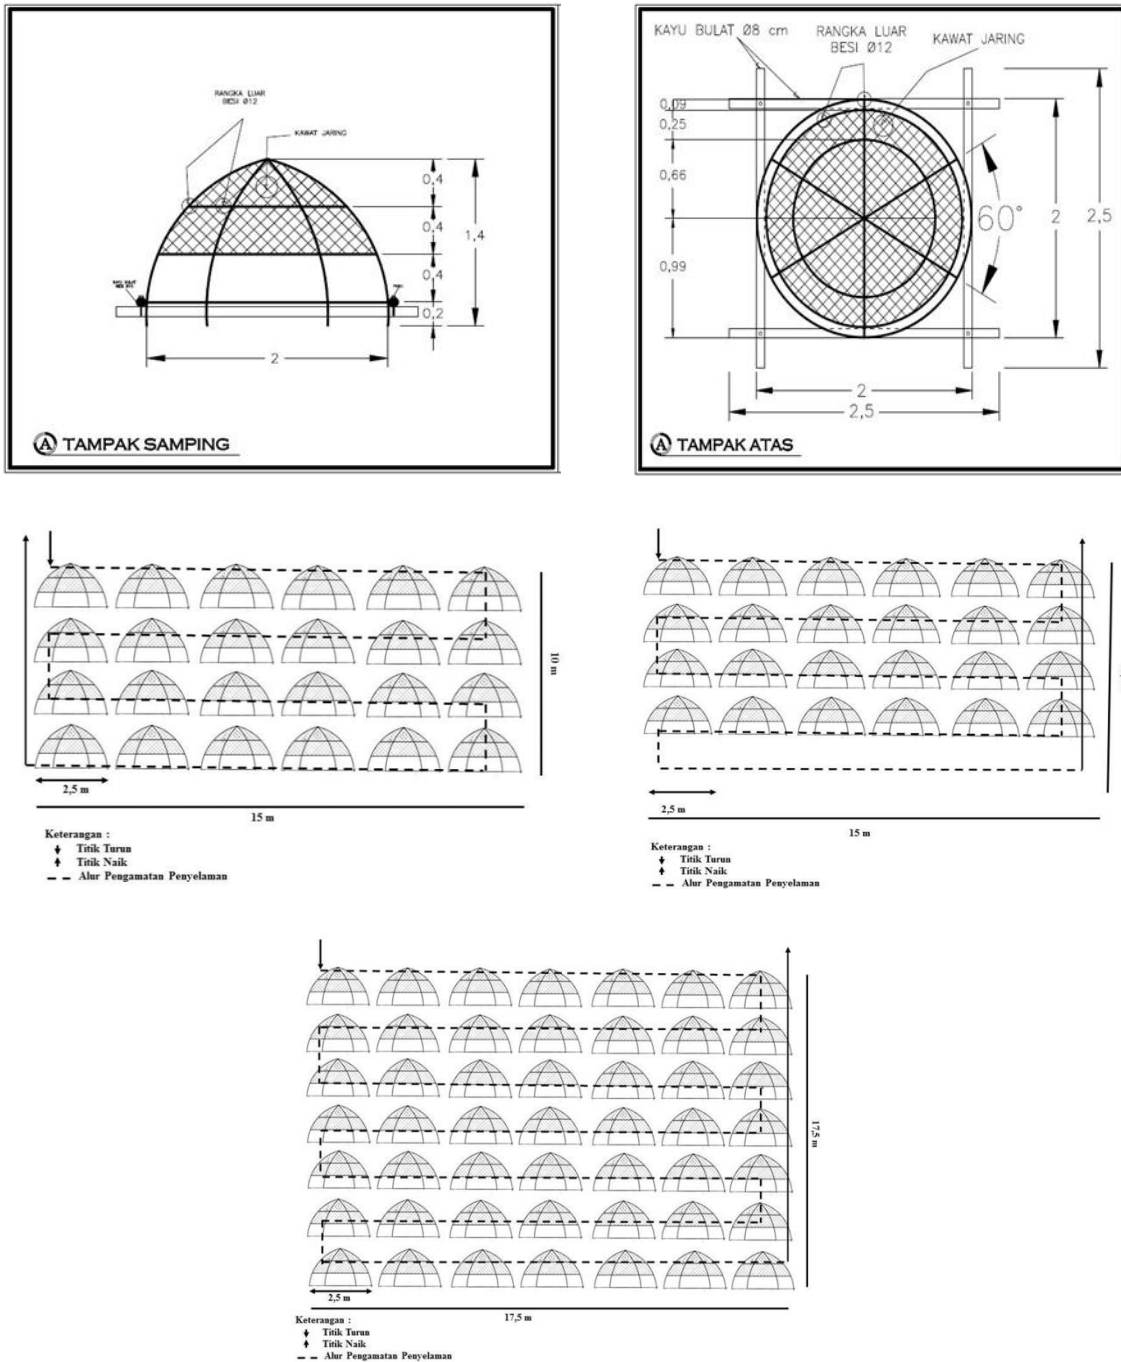 RANGKA LUAR
BESI Ø12
KAWAT JARING
0,4
0,4
1,4
0,4
0,2
2
A TAMPAK SAMPING
KAYU BULAT Ø8 cm
RANGKA LUAR
BESI Ø12
KAWAT JARING
0,09
0,25
0,66
0,99
60°
2
2,5
2
2,5
A TAMPAK ATAS
10 m
2,5 m
15 m
Keterangan :
Titik Turun
Titik Naik
Alur Pengamatan Penyelaman
2,5 m
15 m
Keterangan :
Titik Turun
Titik Naik
Alur Pengamatan Penyelaman
17,5 m
2,5 m
17,5 m
Keterangan :
Titik Turun
Titik Naik
Alur Pengamatan Penyelaman